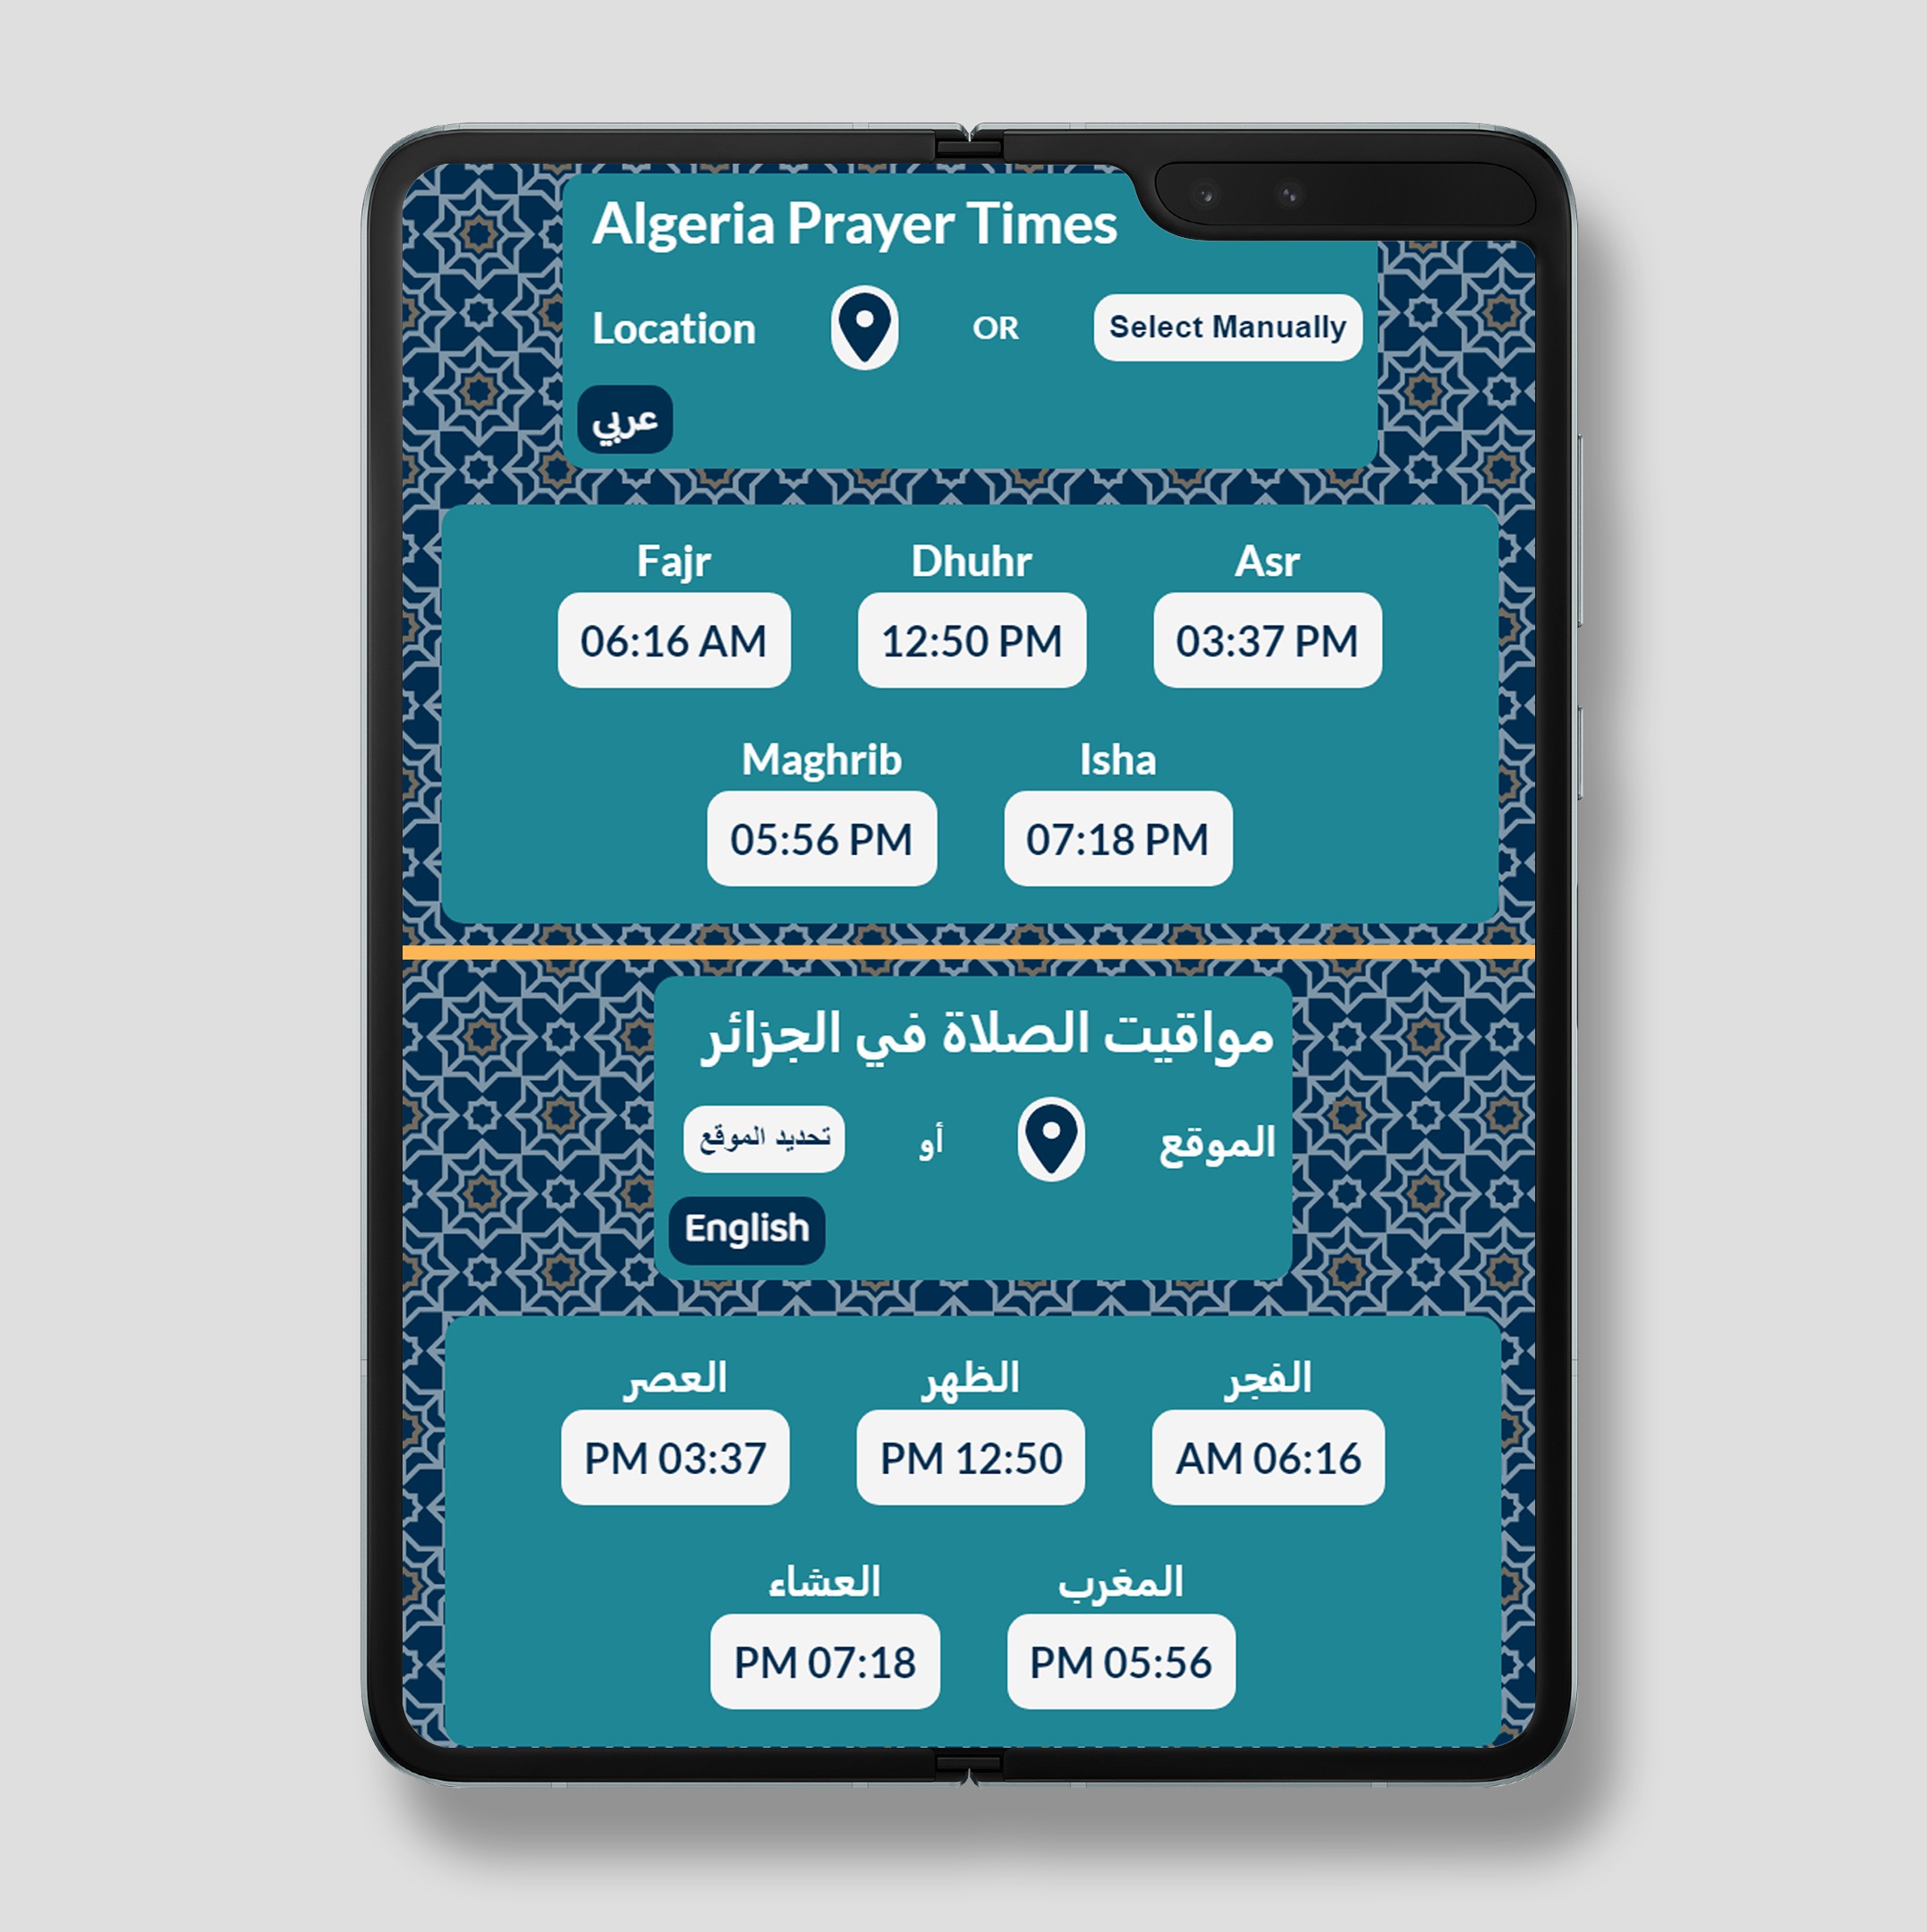 Algeria Prayer Times
Location OR Select Manually
عربي
Fajr Dhuhr Asr
06:16 AM 12:50 PM 03:37 PM
Maghrib Isha
05:56 PM 07:18 PM
مواقيت الصلاة في الجزائر
الموقع أو تحديد الموقع
English
الفجر الظهر العصر
AM 06:16 PM 12:50 PM 03:37
المغرب العشاء
PM 05:56 PM 07:18